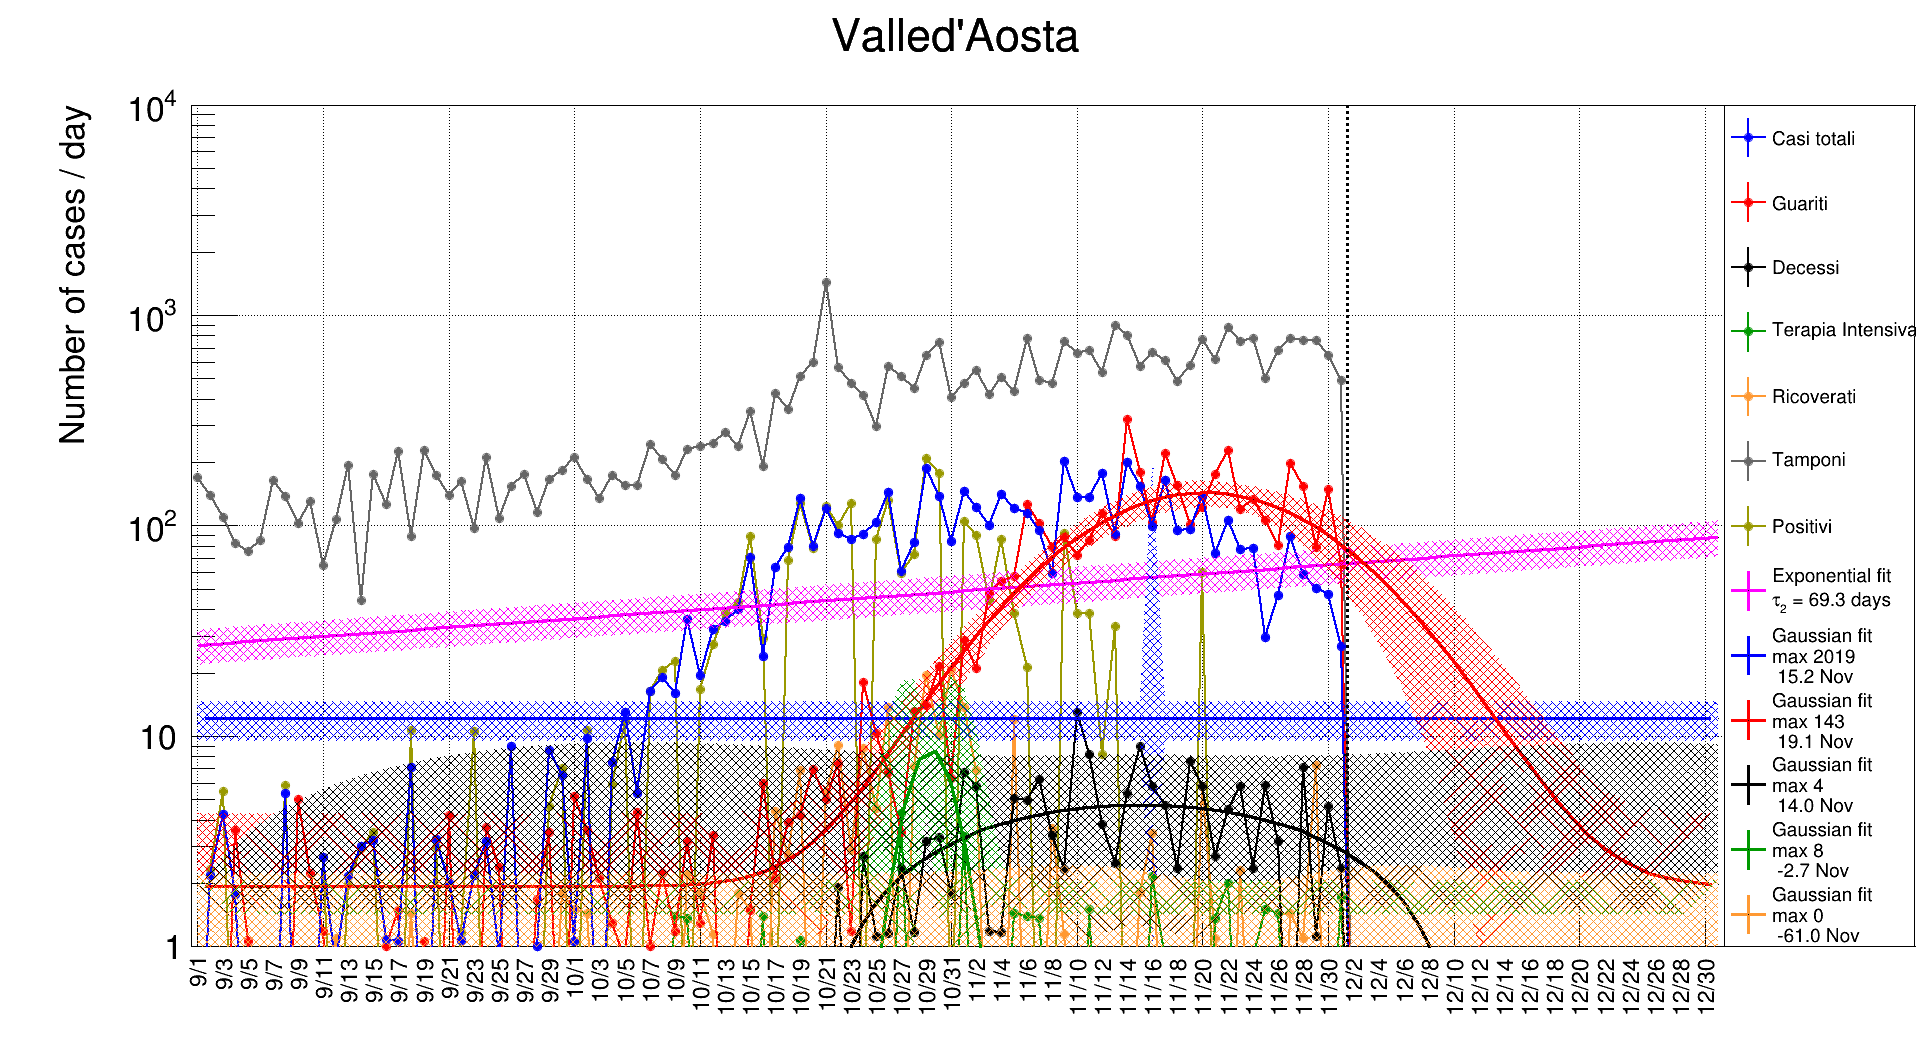 Valled'Aosta
Number of cases / day
10^4
10^3
10^2
10
1
9/1
9/3
9/5
9/7
9/9
9/11
9/13
9/15
9/17
9/19
9/21
9/23
9/25
9/27
9/29
10/1
10/3
10/5
10/7
10/9
10/11
10/13
10/15
10/17
10/19
10/21
10/23
10/25
10/27
10/29
10/31
11/2
11/4
11/6
11/8
11/10
11/12
11/14
11/16
11/18
11/20
11/22
11/24
11/26
11/28
11/30
12/2
12/4
12/6
12/8
12/10
12/12
12/14
12/16
12/18
12/20
12/22
12/24
12/26
12/28
12/30
Casi totali
Guariti
Decessi
Terapia Intensiva
Ricoverati
Tamponi
Positivi
Exponential fit
τ₂ = 69.3 days
Gaussian fit
max 2019
15.2 Nov
Gaussian fit
max 143
19.1 Nov
Gaussian fit
max 4
14.0 Nov
Gaussian fit
max 8
-2.7 Nov
Gaussian fit
max 0
-61.0 Nov